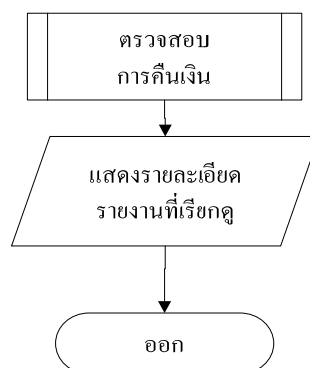 ตรวจสอบ
การคืนเงิน
แสดงรายละเอียด
รายงานที่เรียกดู
ออก